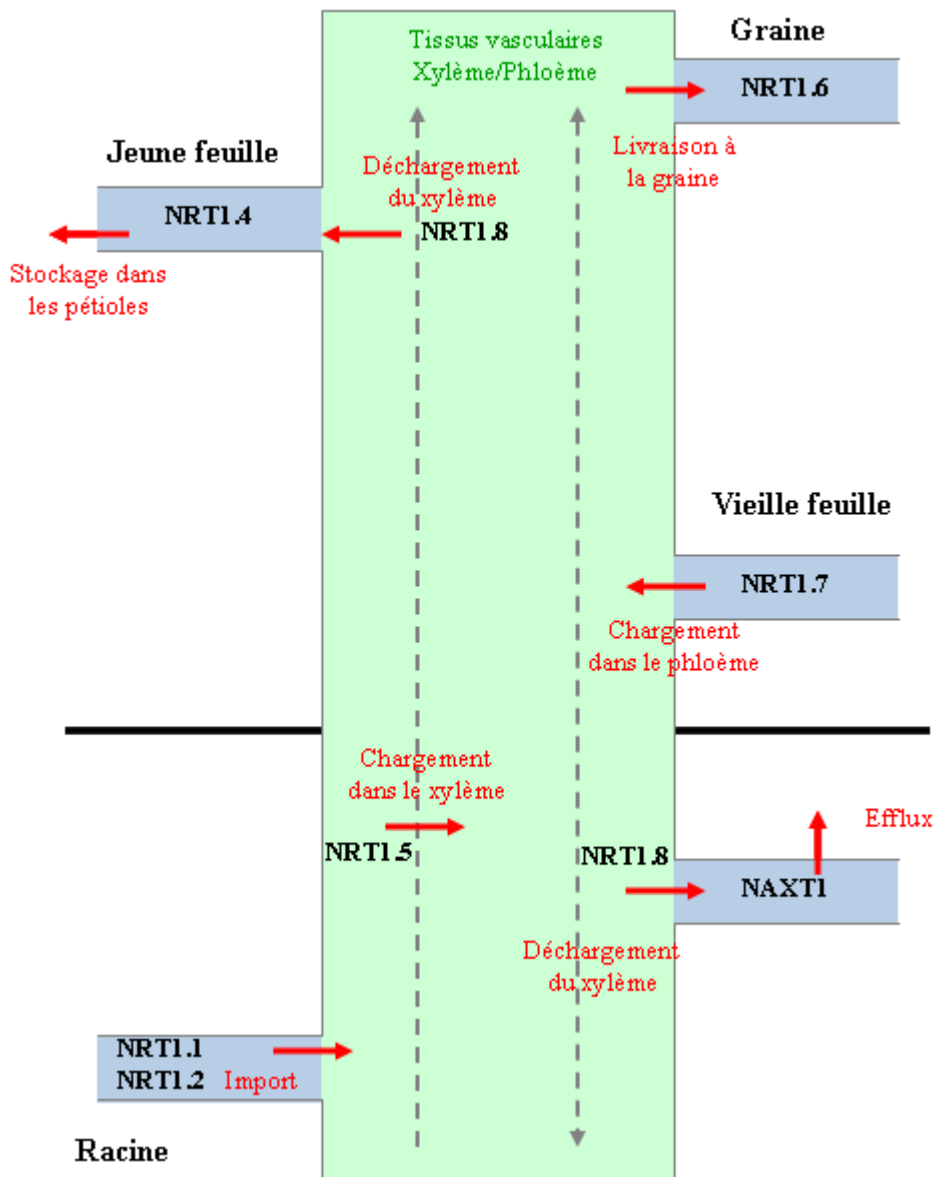 Tissus vasculaires
Xylème/Phloème
Graine
NRT1.6
Livraison à
la graine
Jeune feuille
NRT1.4
Déchargement
du xylème
NRT1.8
Stockage dans
les pétioles
Vieille feuille
NRT1.7
Chargement
dans le phloème
Chargement
dans le xylème
NRT1.5
NRT1.8
Efflux
NAXT1
Déchargement
du xylème
NRT1.1
NRT1.2 Import
Racine